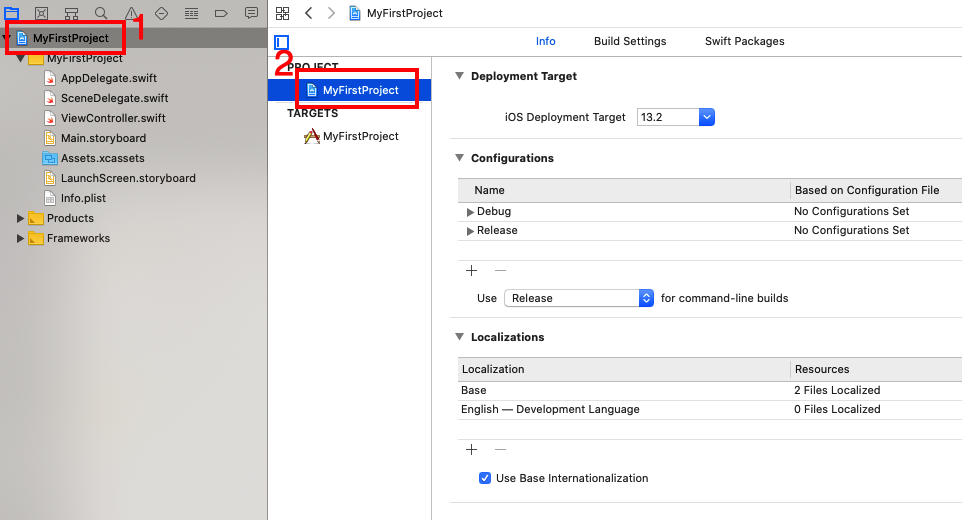 1
MyFirstProject
MyFirstProject
AppDelegate.swift
SceneDelegate.swift
ViewController.swift
Main.storyboard
Assets.xcassets
LaunchScreen.storyboard
Info.plist
Products
Frameworks
MyFirstProject
Info Build Settings Swift Packages
2
PROJECT
MyFirstProject
TARGETS
MyFirstProject
Deployment Target
iOS Deployment Target 13.2
Configurations
Name Based on Configuration File
Debug No Configurations Set
Release No Configurations Set
Use Release for command-line builds
Localizations
Localization Resources
Base 2 Files Localized
English — Development Language 0 Files Localized
Use Base Internationalization